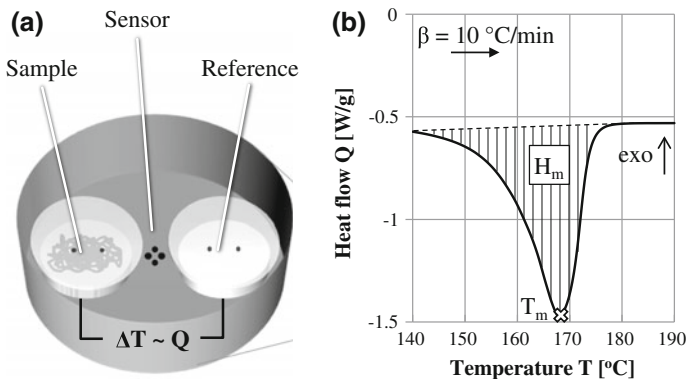 (a)
Sensor
Sample
Reference
ΔT ~ Q
(b)
β = 10 °C/min
Heat flow Q [W/g]
0
-0.5
-1
-1.5
H_m
exo
T_m
140 150 160 170 180 190
Temperature T [°C]